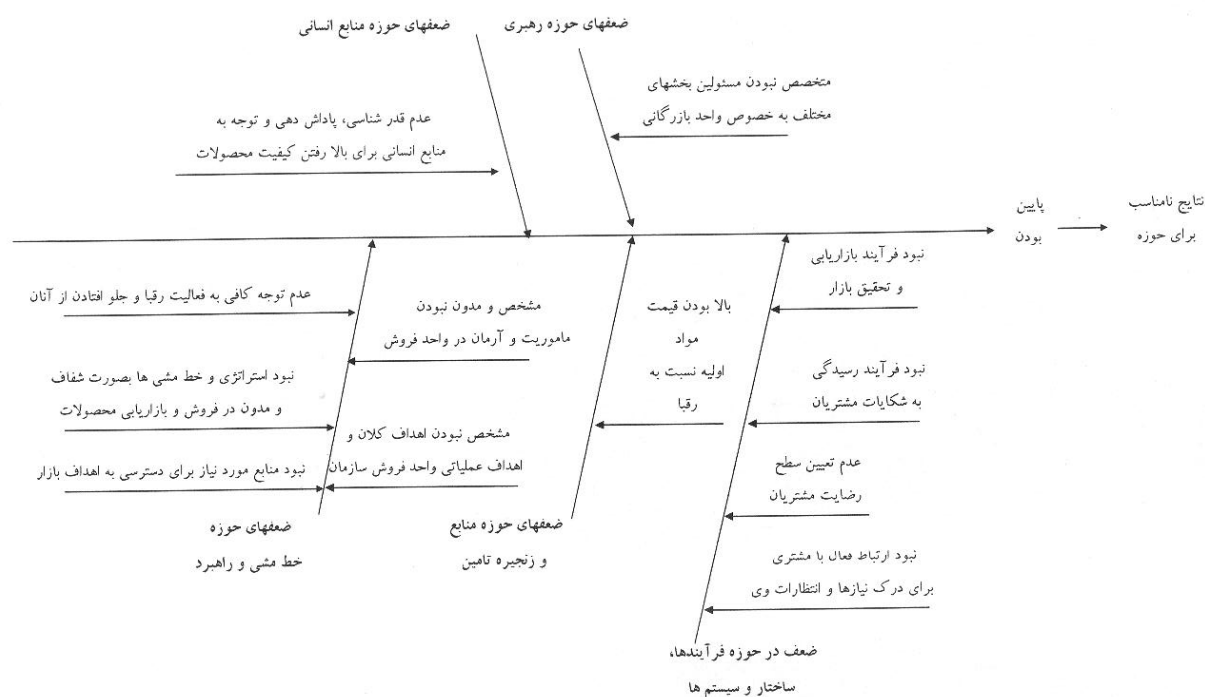 ضعفهای حوزه رهبری
ضعفهای حوزه منابع انسانی
متخصص نبودن مسئولین بخشهای
مختلف به خصوص واحد بازرگانی
عدم قدر شناسی، پاداش دهی و توجه به
منابع انسانی برای بالا رفتن کیفیت محصولات
نتایج نامناسب
برای حوزه
پایین
بودن
نبود فرآیند بازاریابی
و تحقیق بازار
نبود فرآیند رسیدگی
به شکایات مشتریان
عدم تعیین سطح
رضایت مشتریان
نبود ارتباط فعال با مشتری
برای درک نیازها و انتظارات وی
ضعف در حوزه فرآیندها،
ساختار و سیستم ها
بالا بودن قیمت
مواد
اولیه نسبت به
رقبا
ضعفهای حوزه منابع
و زنجیره تامین
مشخص و مدون نبودن
ماموریت و آرمان در واحد فروش
مشخص نبودن اهداف کلان و
اهداف عملیاتی واحد فروش سازمان
عدم توجه کافی به فعالیت رقبا و جلو افتادن از آنان
نبود استراتژی و خط مشی ها بصورت شفاف
و مدون در فروش و بازاریابی محصولات
نبود منابع مورد نیاز برای دسترسی به اهداف بازار
ضعفهای حوزه
خط مشی و راهبرد